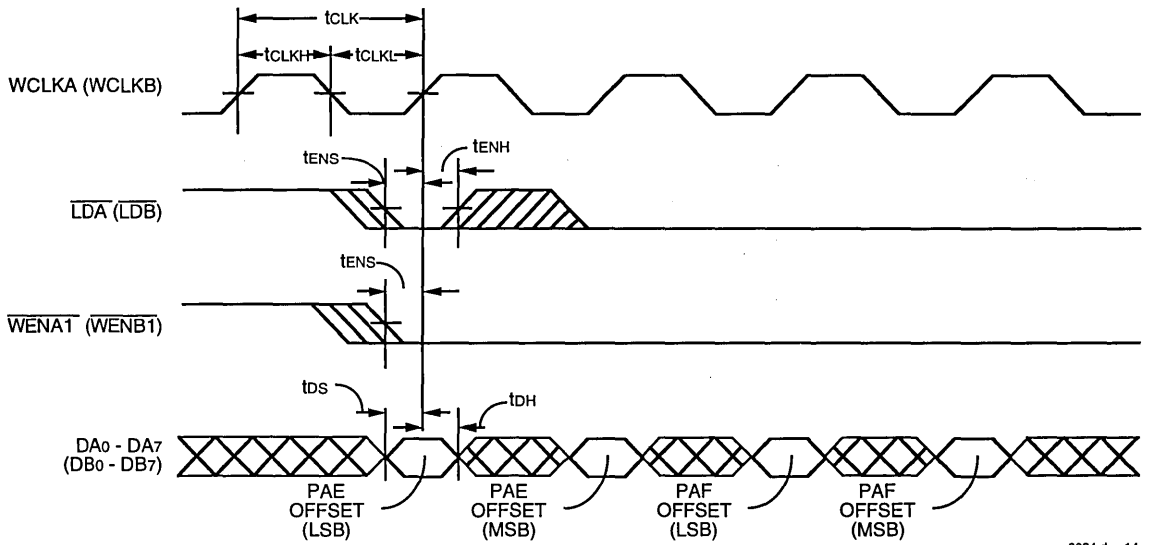 tCLK
tCLKH
tCLKL
WCLKA (WCLKB)
tENS
tENH
LDA (LDB)
tENS
WENA1 (WENB1)
tDS
tDH
DA0 - DA7
(DB0 - DB7)
PAE
OFFSET
(LSB)
PAE
OFFSET
(MSB)
PAF
OFFSET
(LSB)
PAF
OFFSET
(MSB)